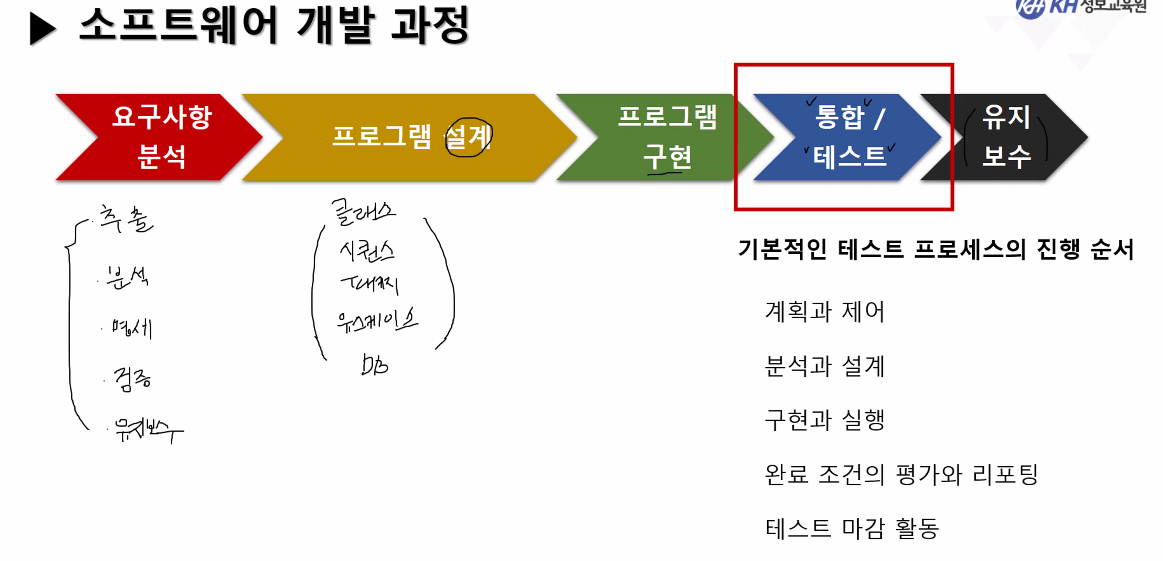 ▶ 소프트웨어 개발 과정
KH 정보교육원
요구사항
분석
프로그램 설계
프로그램
구현
통합 /
테스트
유지
보수
· 추출
· 분석
· 명세
· 검증
· 유지보수
클래스
시퀀스
패키지
유스케이스
DB
기본적인 테스트 프로세스의 진행 순서
계획과 제어
분석과 설계
구현과 실행
완료 조건의 평가와 리포팅
테스트 마감 활동